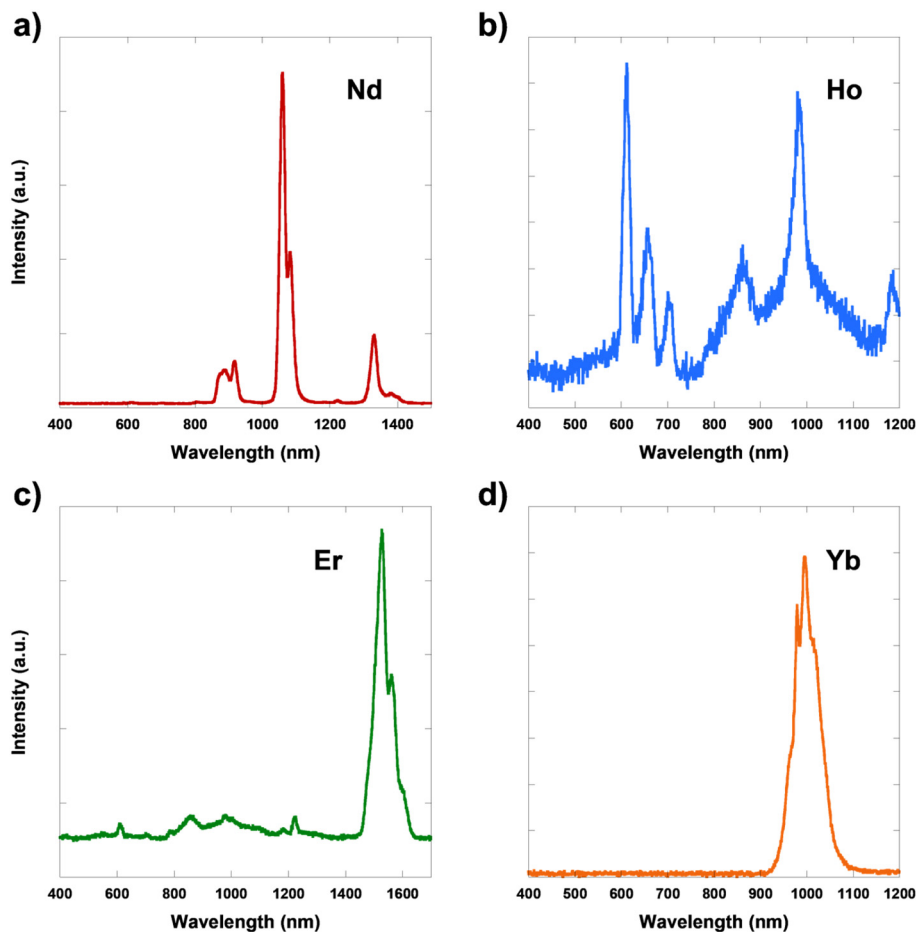 a)
Nd
Intensity (a.u.)
400 600 800 1000 1200 1400
Wavelength (nm)
b)
Ho
400 500 600 700 800 900 1000 1100 1200
Wavelength (nm)
c)
Er
Intensity (a.u.)
400 600 800 1000 1200 1400 1600
Wavelength (nm)
d)
Yb
400 500 600 700 800 900 1000 1100 1200
Wavelength (nm)